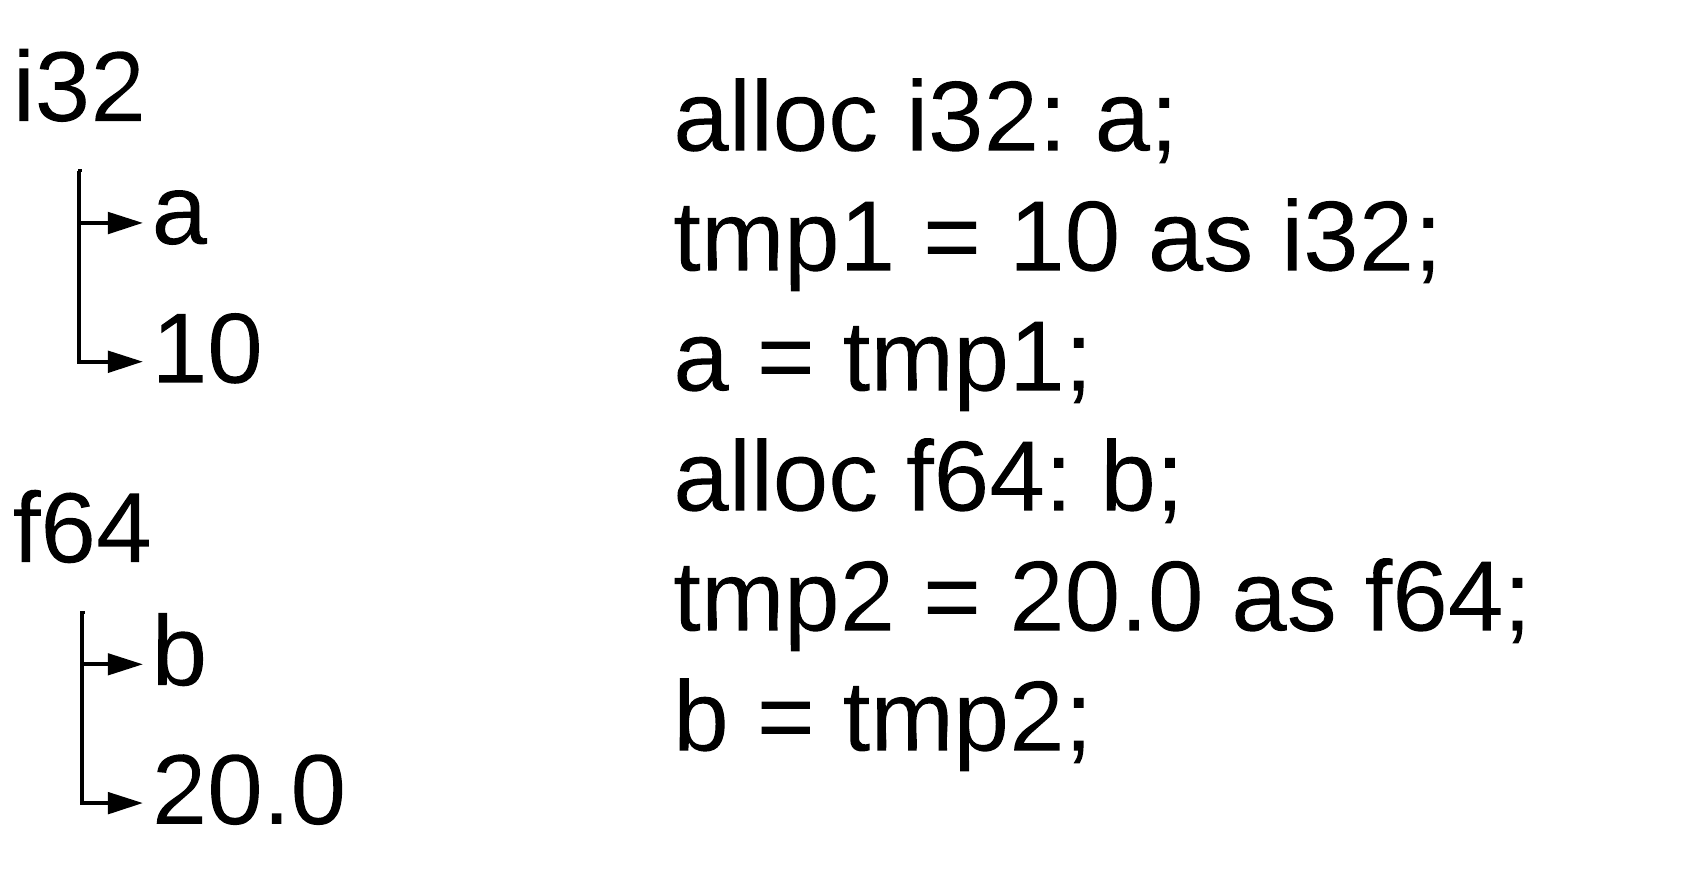 i32
a
10
f64
b
20.0
alloc i32: a;
tmp1 = 10 as i32;
a = tmp1;
alloc f64: b;
tmp2 = 20.0 as f64;
b = tmp2;